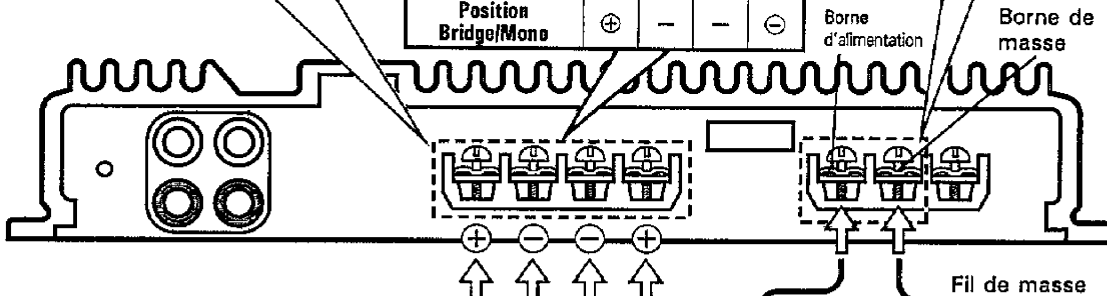 Position
Bridge/Mono ⊕ – – ⊖
Borne
d'alimentation
Borne de
masse
⊕ ⊖ ⊖ ⊕
Fil de masse